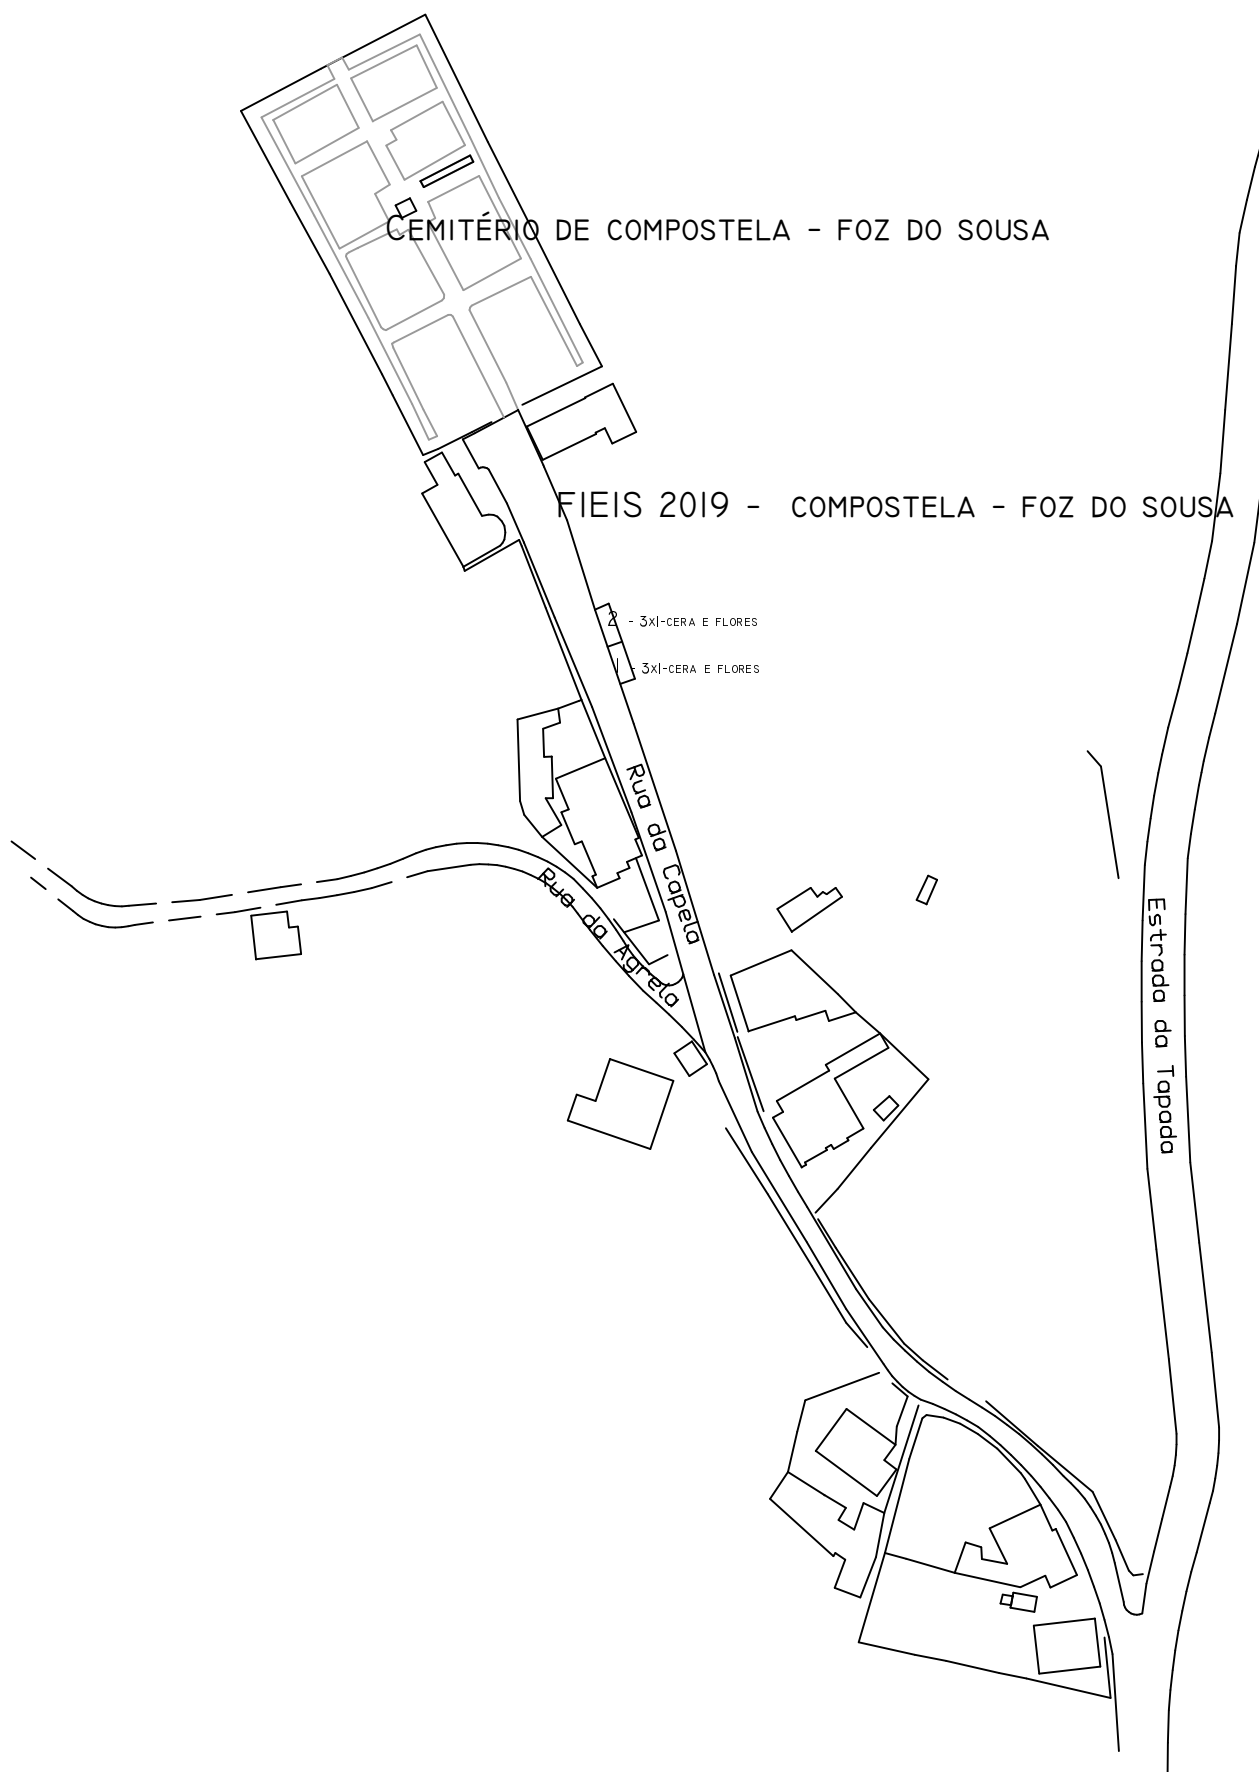 CEMITÉRIO DE COMPOSTELA - FOZ DO SOUSA
FIEIS 2019 - COMPOSTELA - FOZ DO SOUSA
2 - 3x1-CERA E FLORES
1 - 3x1-CERA E FLORES
Rua da Capela
Rua da Agrela
Estrada da Tapada